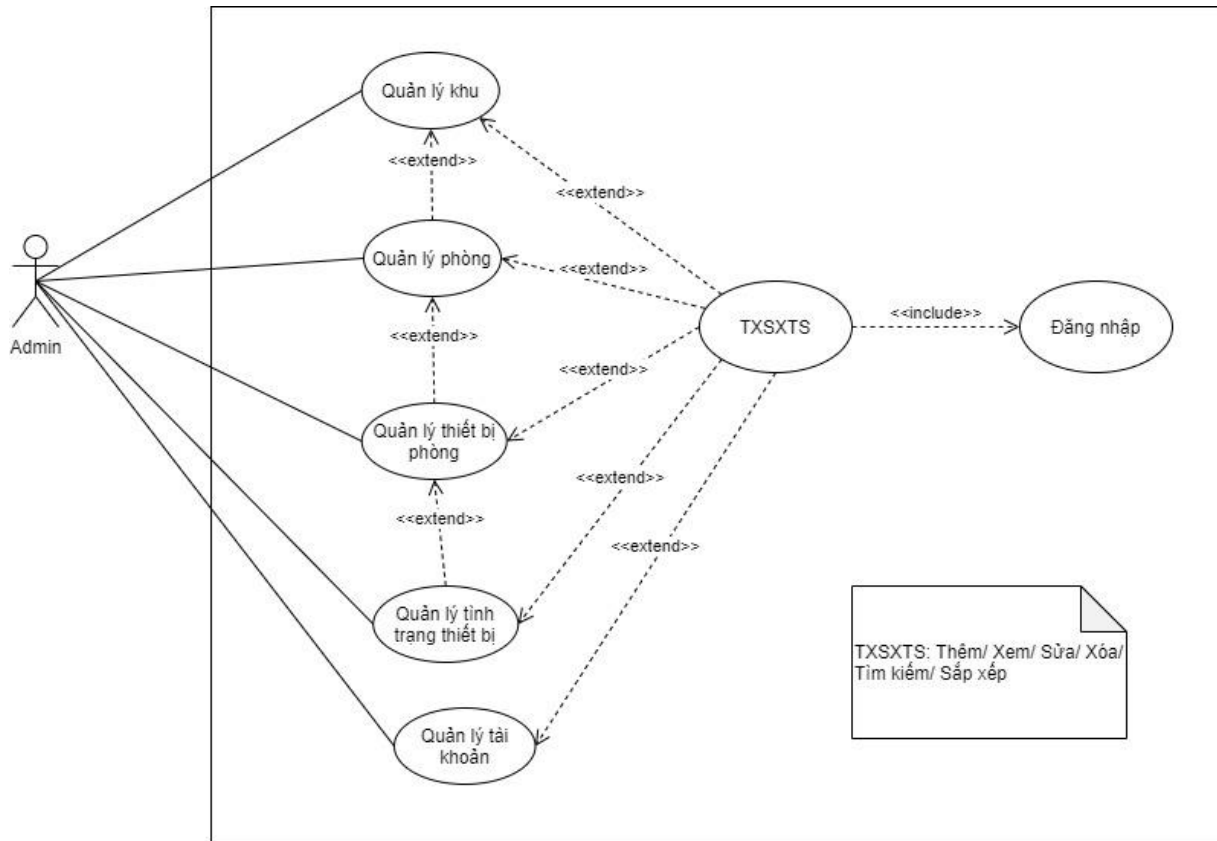 Quản lý khu
<<extend>>
<<extend>>
Quản lý phòng
<<extend>>
Admin
TXSXTS
<<include>>
Đăng nhập
<<extend>>
<<extend>>
Quản lý thiết bị
phòng
<<extend>>
<<extend>>
<<extend>>
Quản lý tình
trạng thiết bị
TXSXTS: Thêm/ Xem/ Sửa/ Xóa/
Tìm kiếm/ Sắp xếp
Quản lý tài
khoản